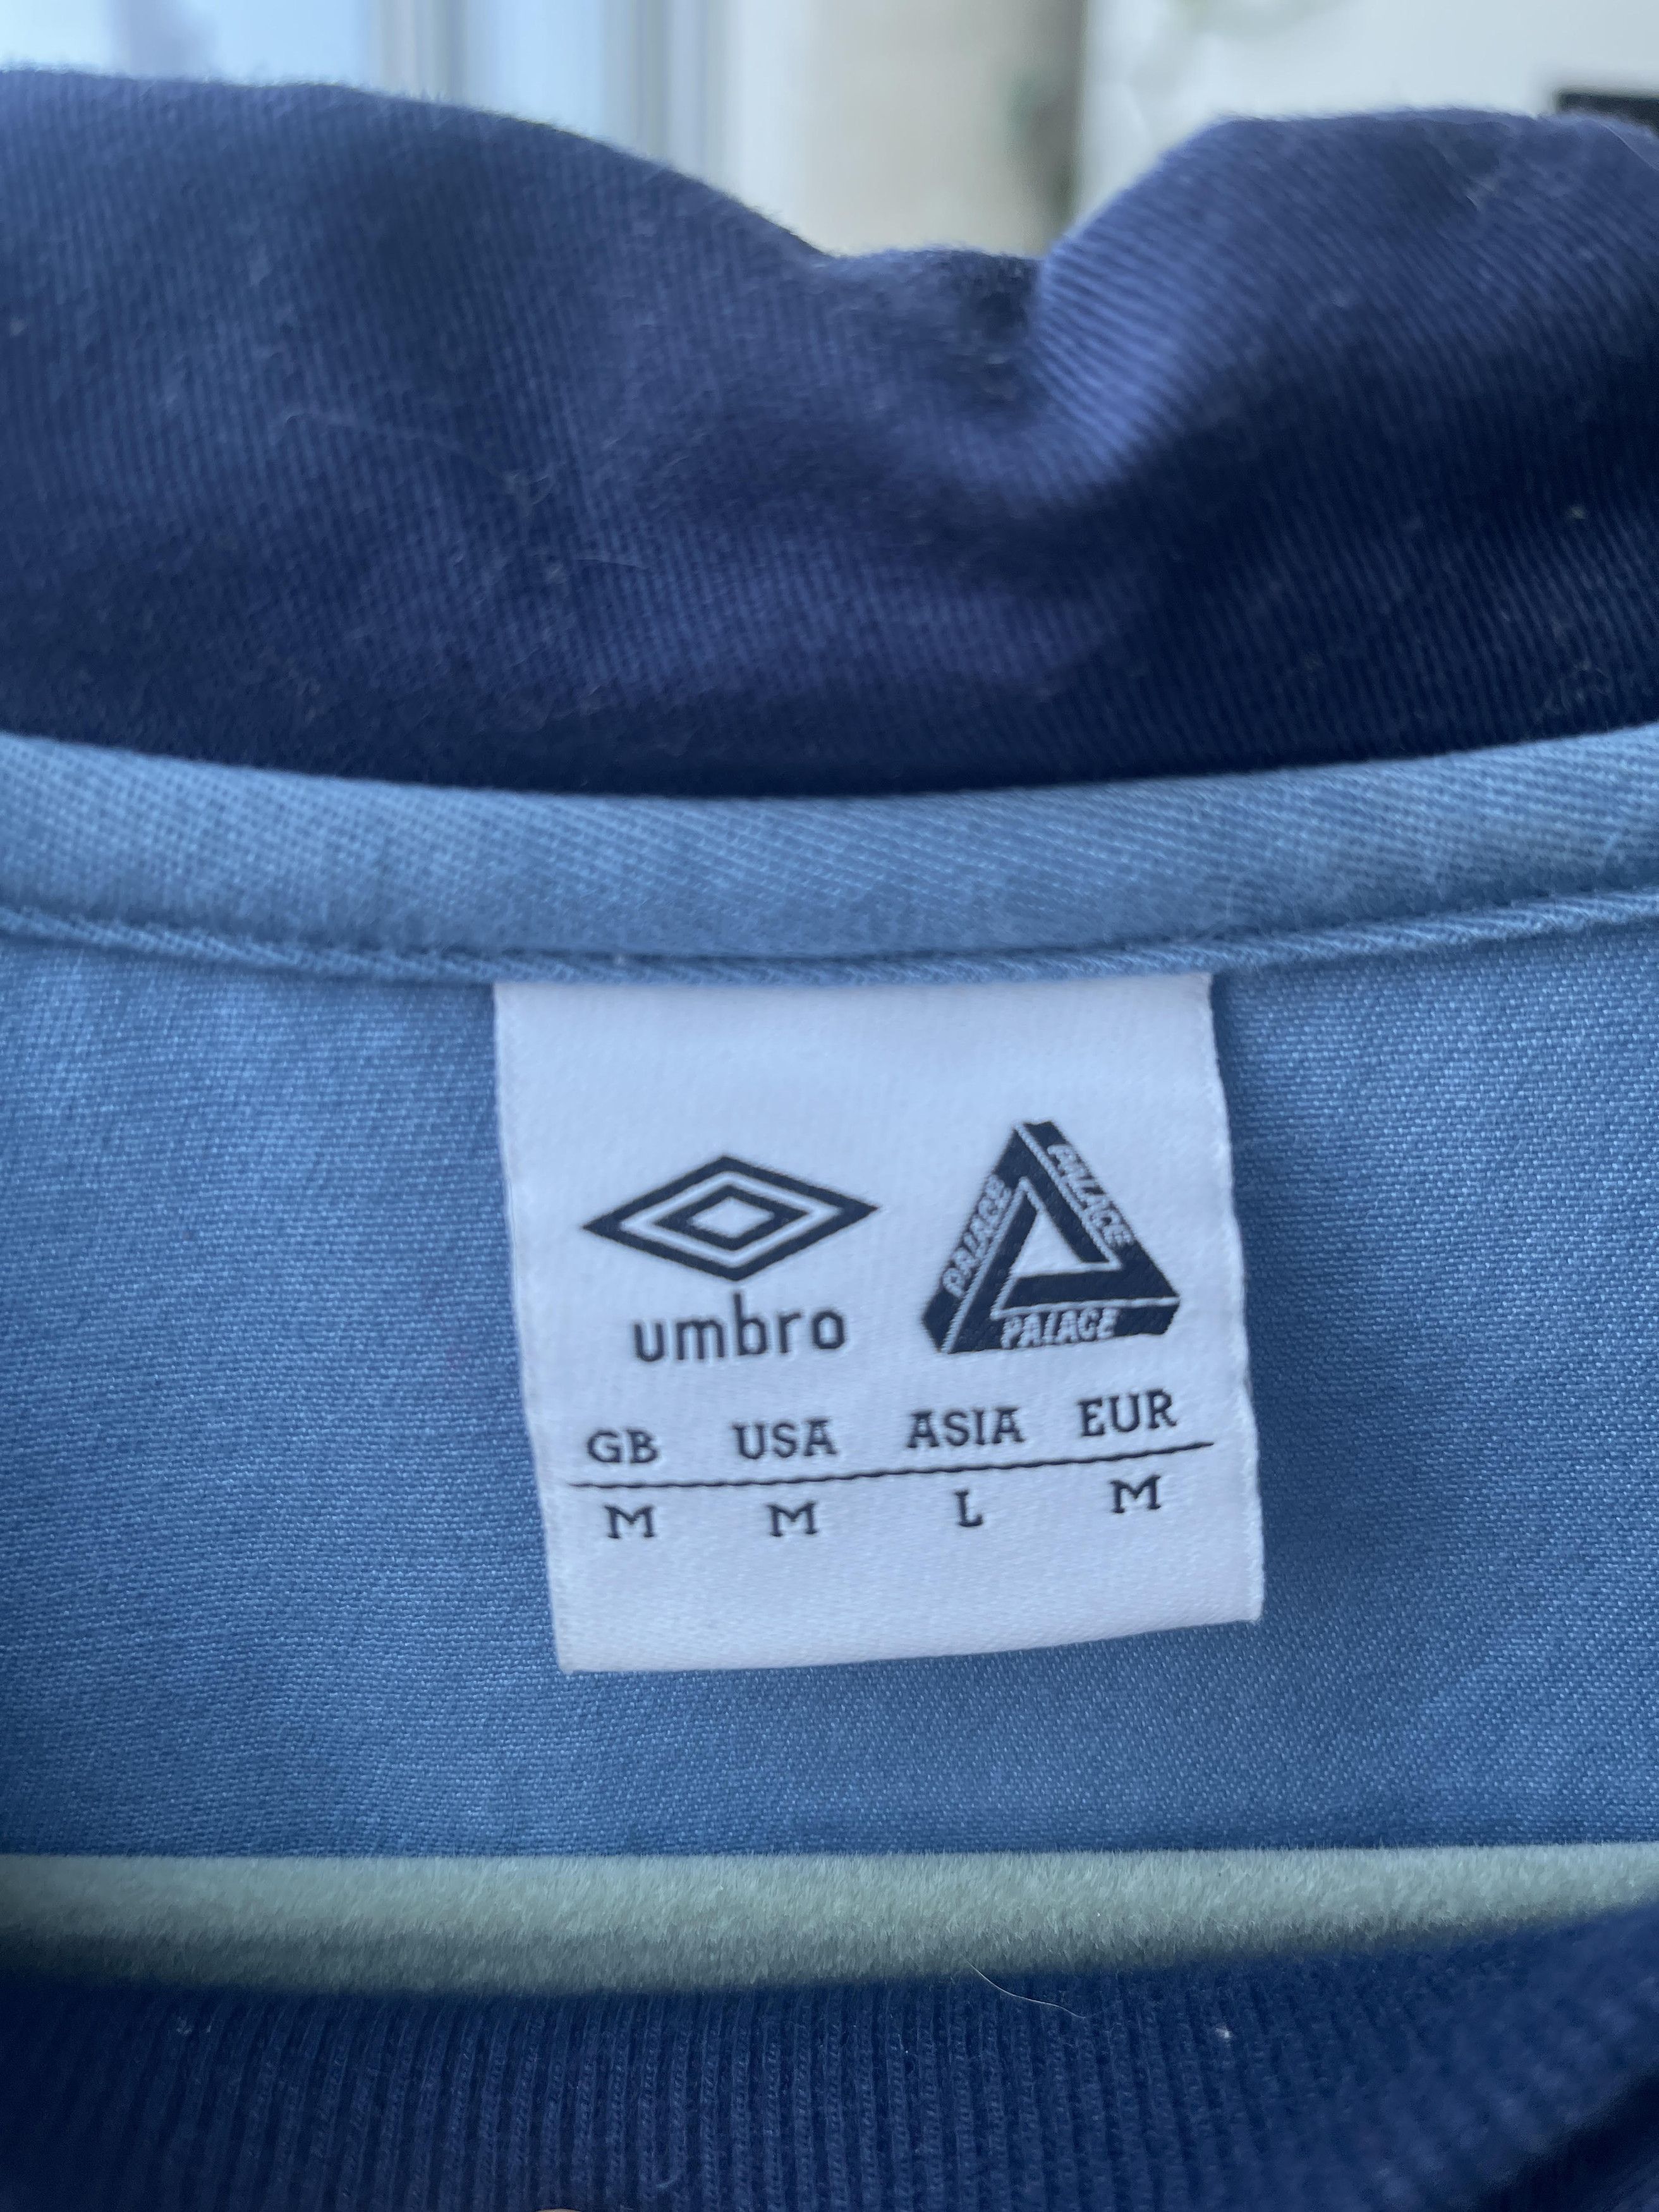 umbro
PALACE
PALACE
PALACE
GB USA ASIA EUR
M M L M